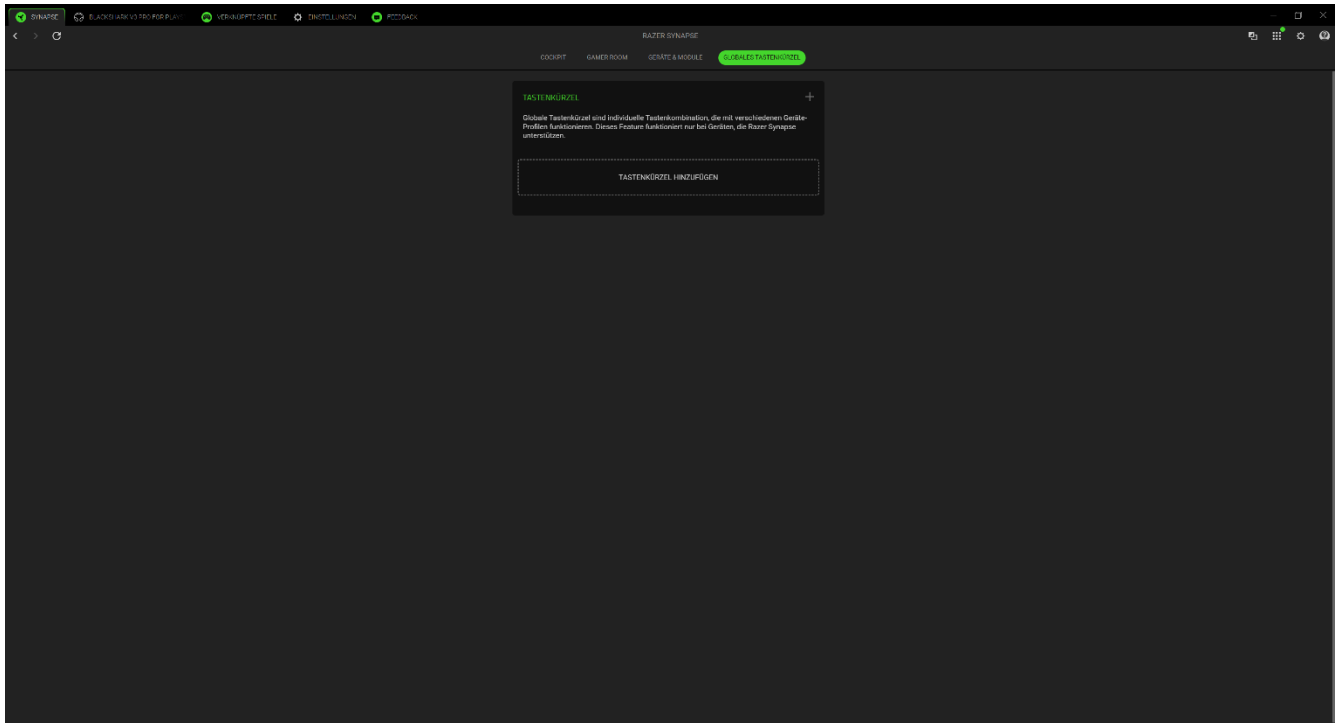 SYNAPSE
BLACKSHARK V3 PRO FOR PLAY
VERKNÜPFTE SPIELE
EINSTELLUNGEN
FEEDBACK
RAZER SYNAPSE
COCKPIT
GAMER ROOM
GERÄTE & MODULE
GLOBALES TASTENKÜRZEL
TASTENKÜRZEL
Globale Tastenkürzel sind individuelle Tastenkombination, die mit verschiedenen Geräte-
Profilen funktionieren. Dieses Feature funktioniert nur bei Geräten, die Razer Synapse
unterstützen.
TASTENKÜRZEL HINZUFÜGEN